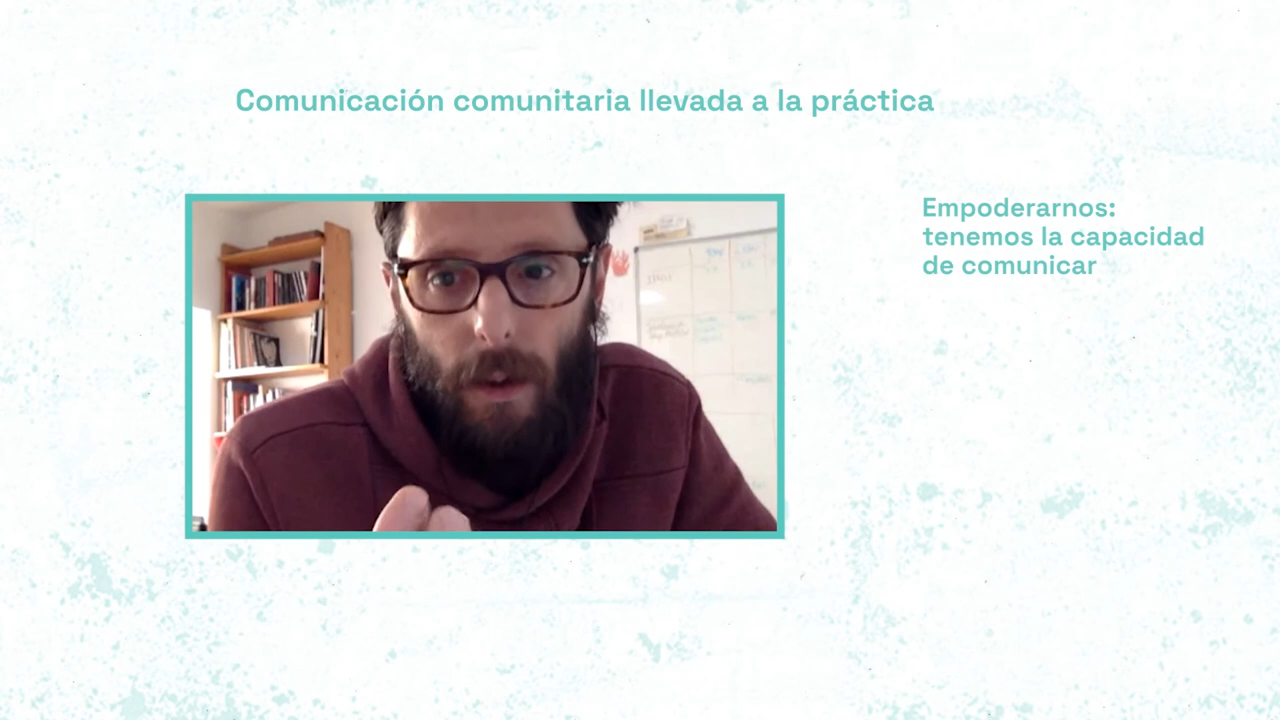 Comunicación comunitaria llevada a la práctica
Empoderarnos:
tenemos la capacidad
de comunicar